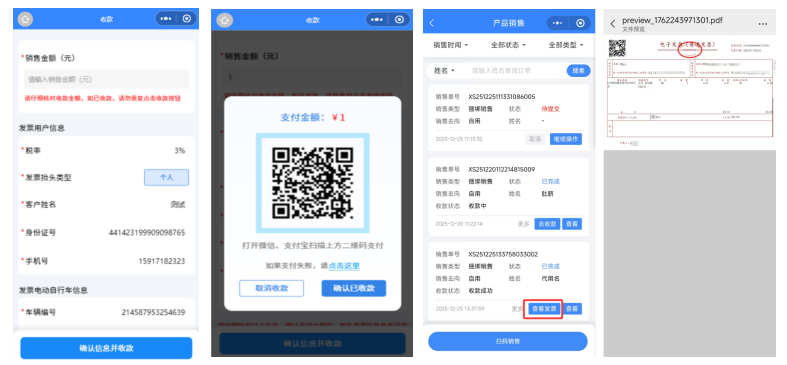 收款
*销售金额（元）
请输入销售金额（元）
请仔细核对收款金额，如已收款，请勿重复点击收款按钮
发票用户信息
*税率 3%
*发票抬头类型 个人
*客户姓名 测试
*身份证号 441423199909098765
*手机号 15917182323
发票电动自行车信息
*车辆编号 214587953254639
确认信息并收款
收款
*销售金额（元）
1
支付金额：￥1
打开微信、支付宝扫描上方二维码支付
如果支付失败，请点击这里
取消收款 确认已收款
确认信息并收款
产品销售
销售时间 全部状态 全部类型
姓名 请输入姓名查询订单 搜索
销售单号 XS251225111331086005
销售类型 捆绑销售 状态 待提交
销售去向 自用 姓名 -
2025-12-25 11:13:32 取消 继续操作
销售单号 XS251220112214815009
销售类型 捆绑销售 状态 已完成
销售去向 自用 姓名 肚脐
收款状态 收款中
2025-12-20 11:22:14 更多 去收款 查看
销售单号 XS251225133758033002
销售类型 捆绑销售 状态 已完成
销售去向 自用 姓名 代用名
收款状态 收款成功
2025-12-25 13:37:59 更多 查看发票 查看
扫码销售
preview_1762243971301.pdf
文件预览
电子发票（普通发票）